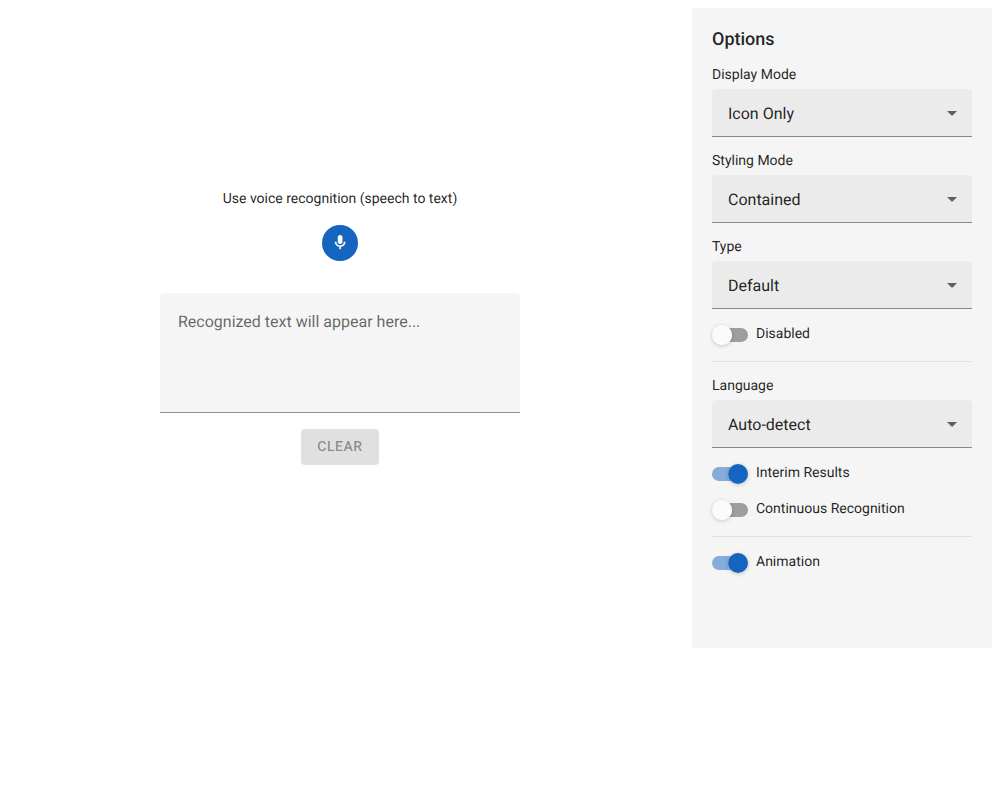 Use voice recognition (speech to text)
Recognized text will appear here...
CLEAR
Options
Display Mode
Icon Only
Styling Mode
Contained
Type
Default
Disabled
Language
Auto-detect
Interim Results
Continuous Recognition
Animation